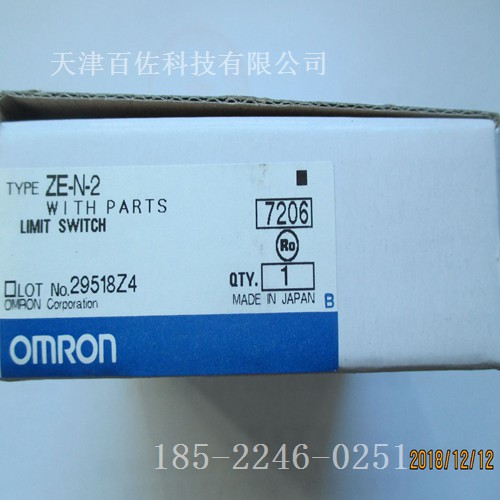 天津百佐科技有限公司
TYPE ZE-N-2
WITH PARTS
LIMIT SWITCH
7206
Ro
□LOT No.29518Z4
QTY. 1
OMRON Corporation
MADE IN JAPAN B
OMRON
185-2246-0251
2018/12/12